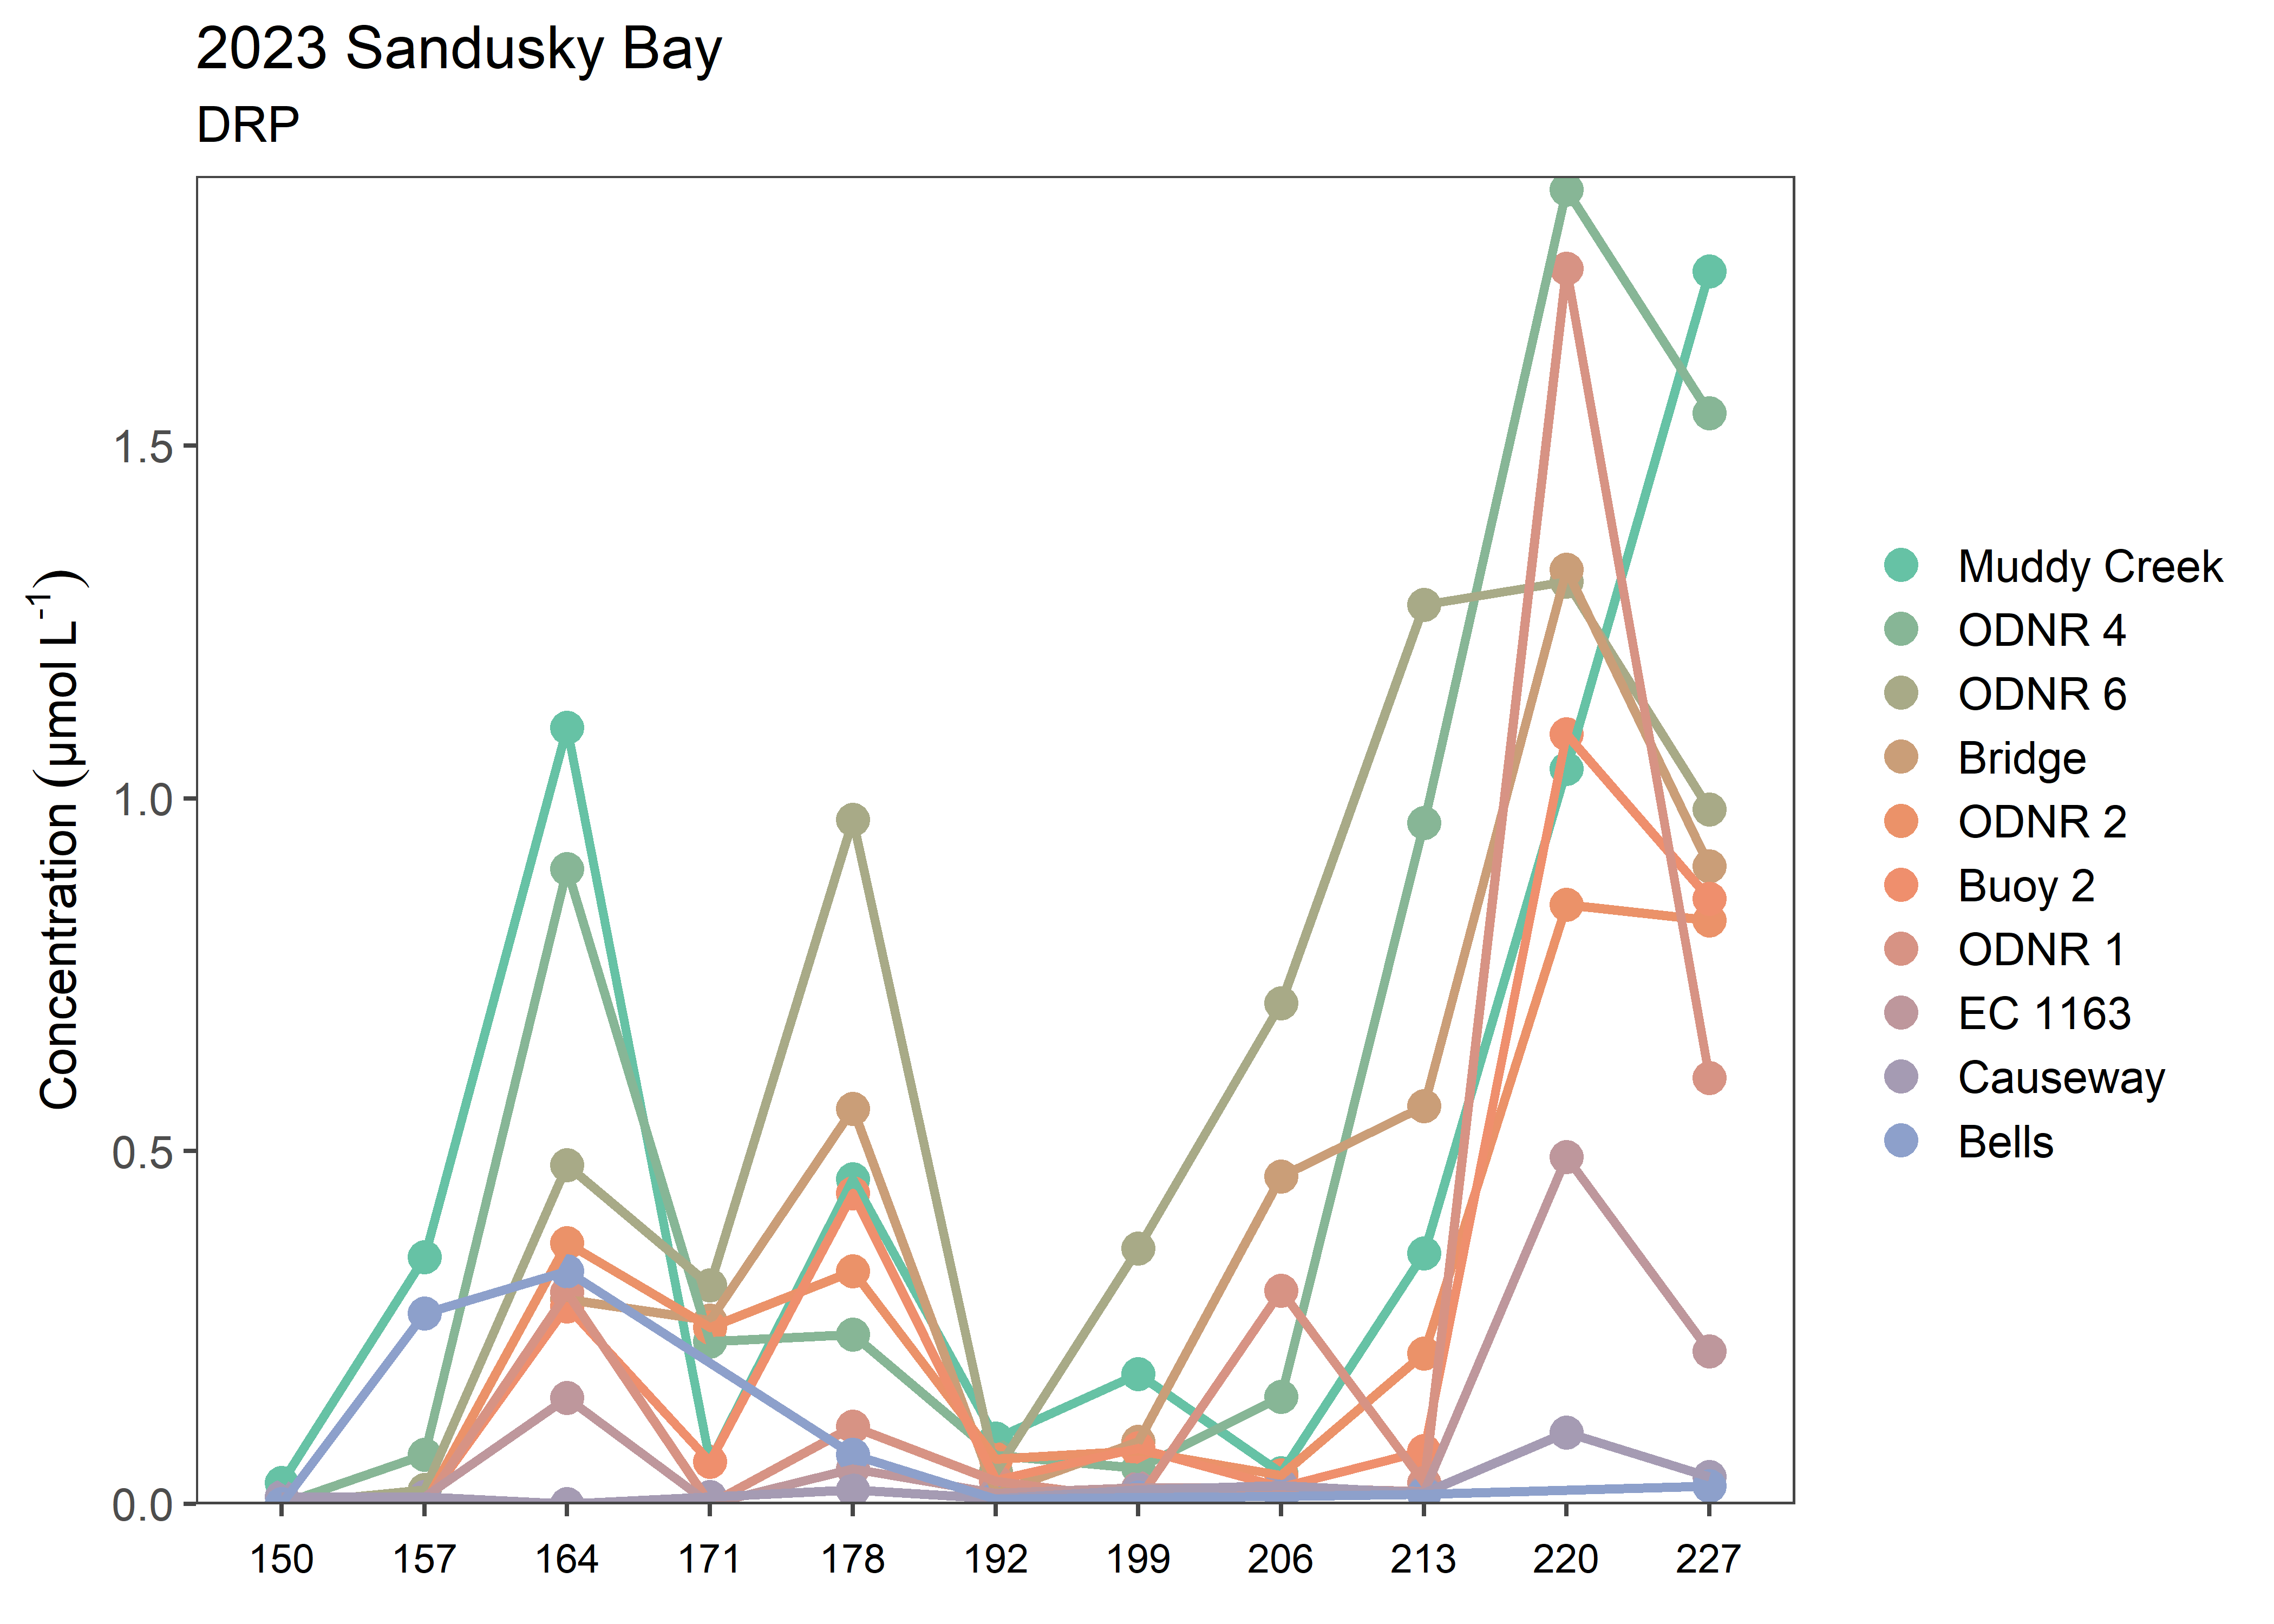 2023 Sandusky Bay
DRP
Concentration (µmol L⁻¹)
1.5
1.0
0.5
0.0
150 157 164 171 178 192 199 206 213 220 227
Muddy Creek
ODNR 4
ODNR 6
Bridge
ODNR 2
Buoy 2
ODNR 1
EC 1163
Causeway
Bells